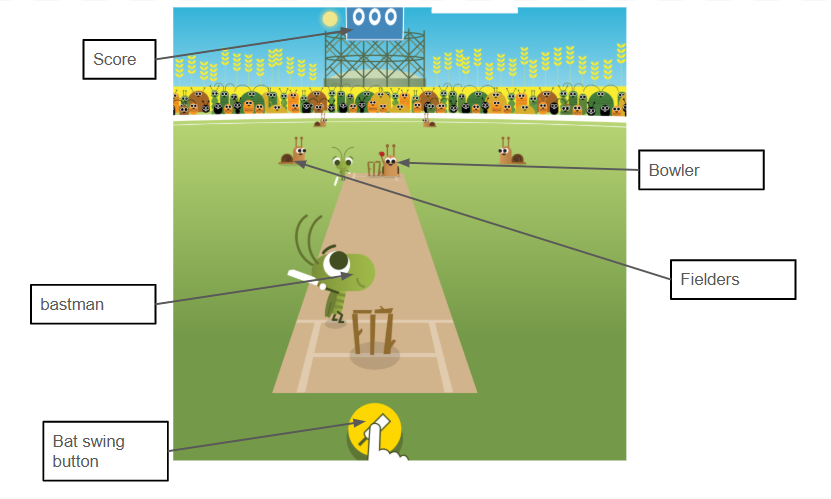 000
Score
Bowler
Fielders
bastman
Bat swing
button